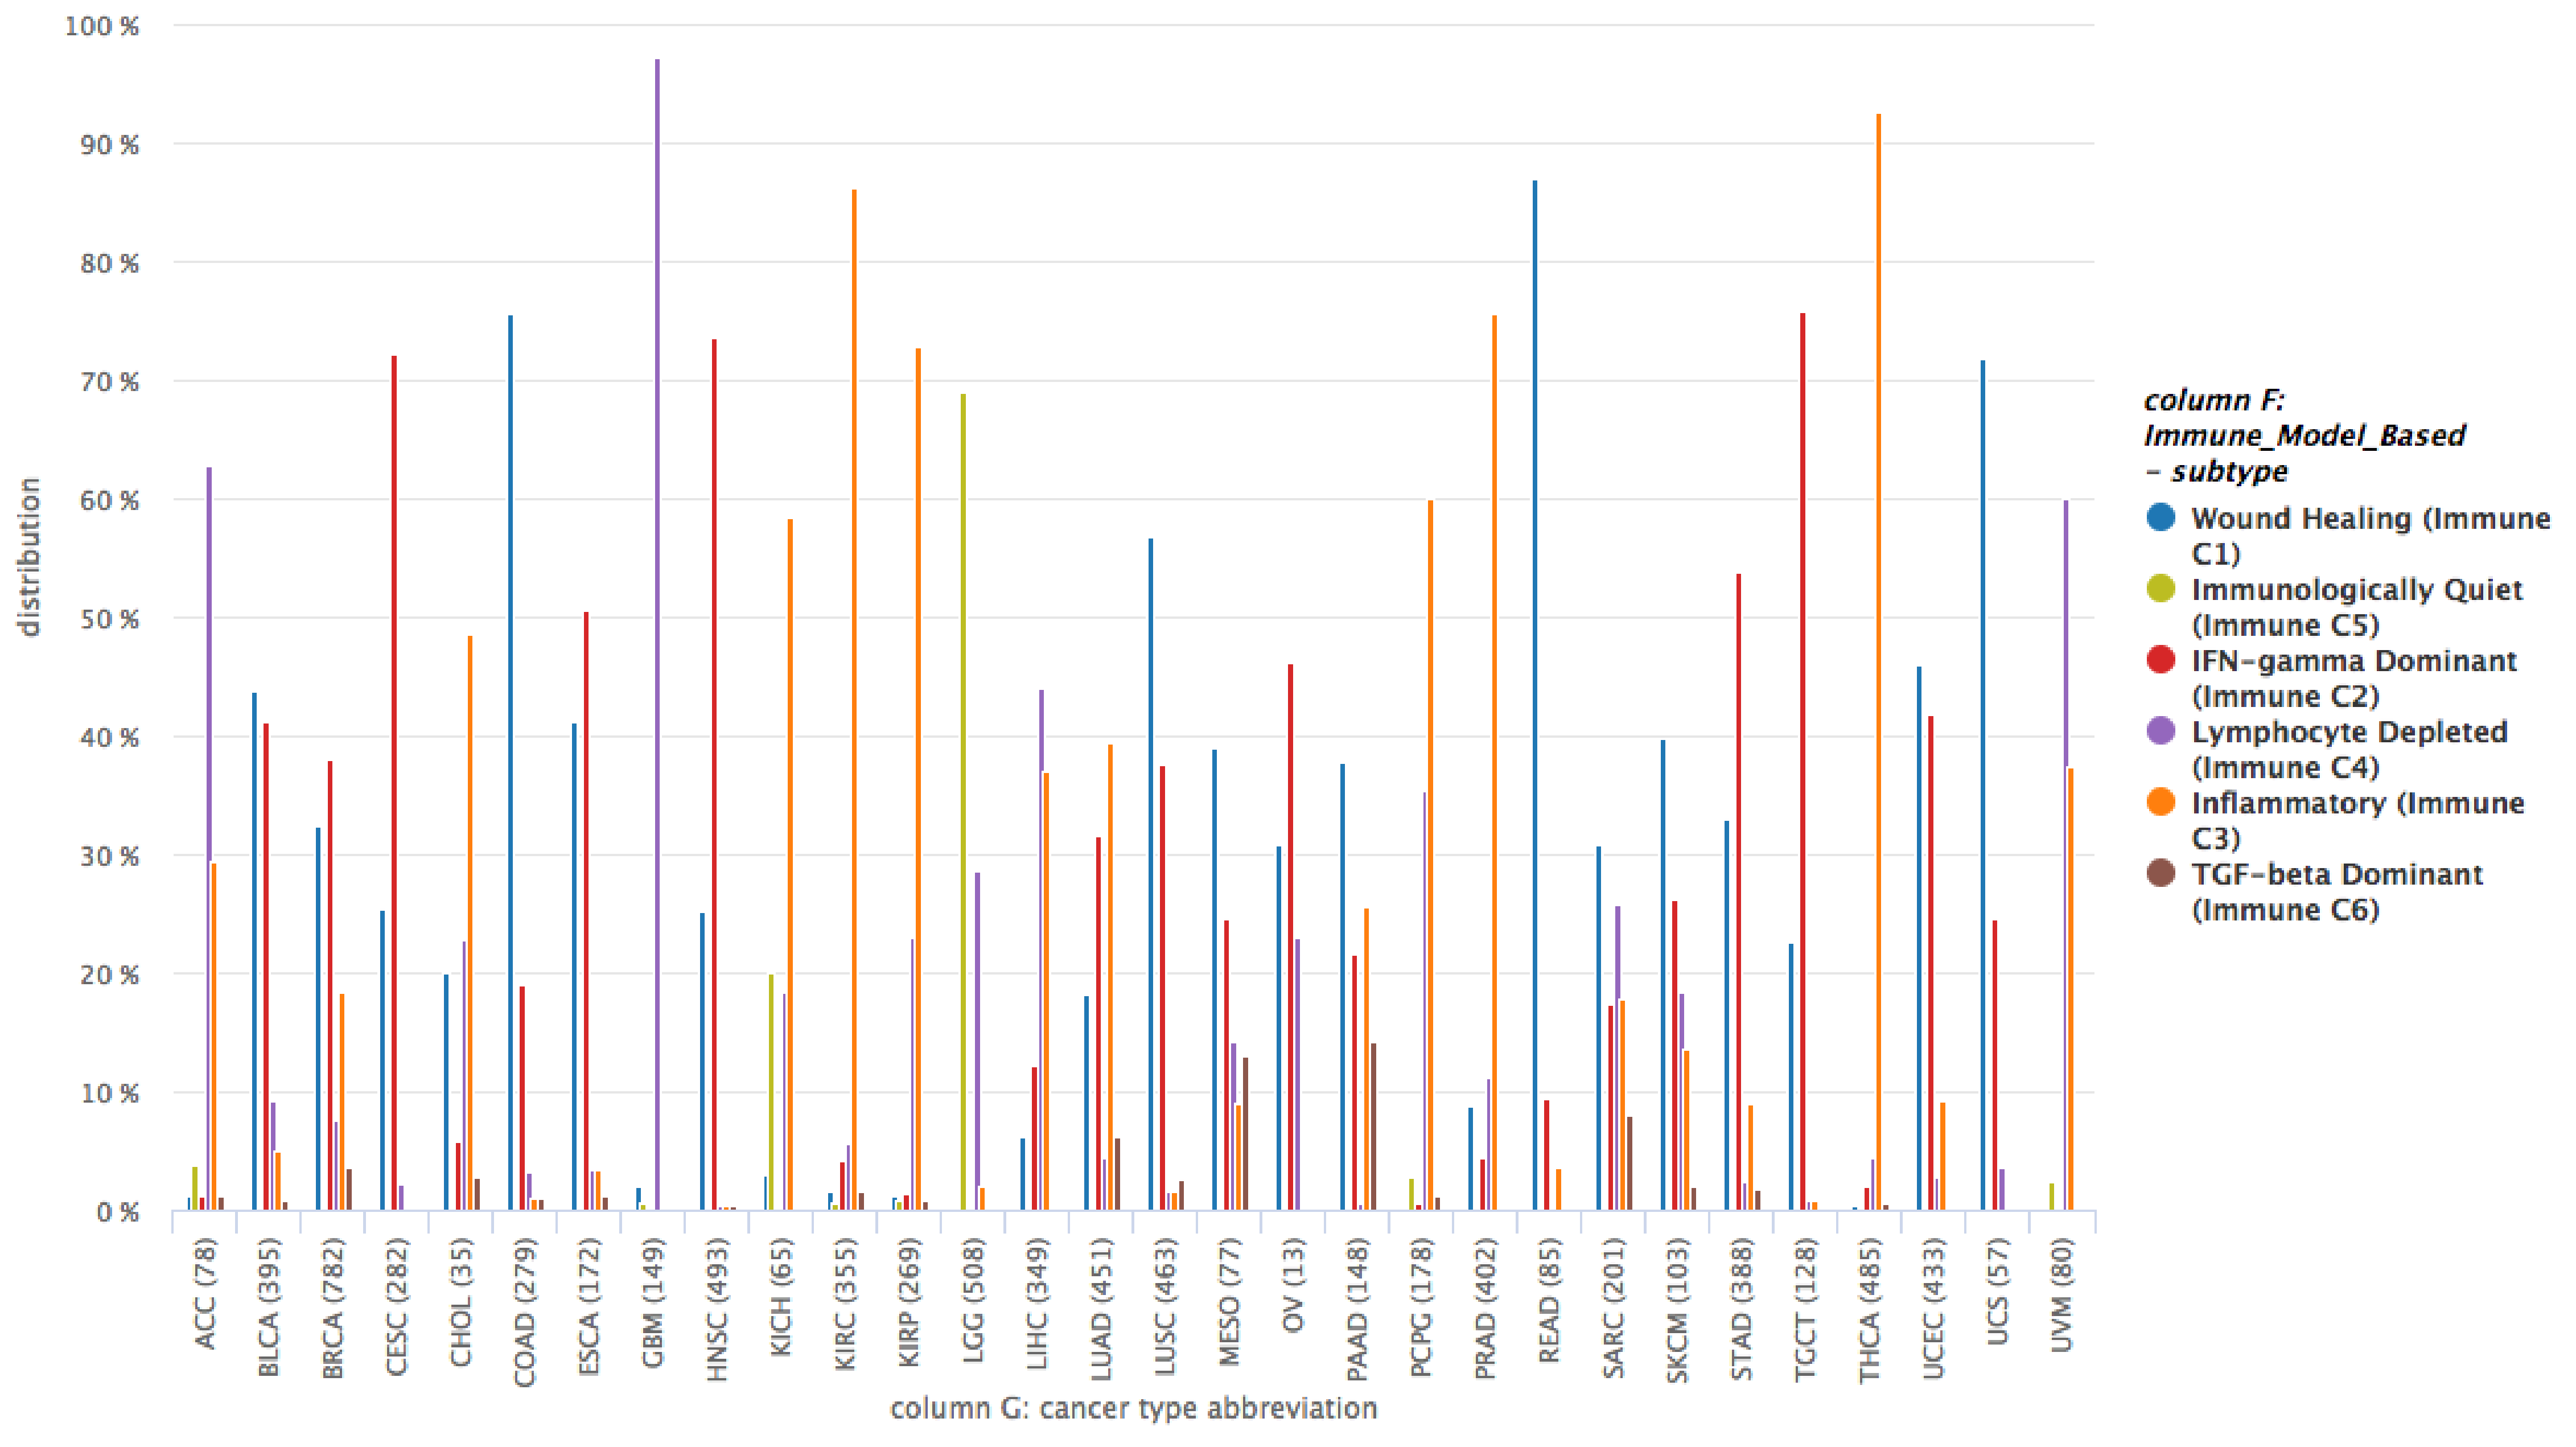 100 %
90 %
80 %
70 %
60 %
50 %
40 %
30 %
20 %
10 %
0 %
distribution
ACC (78)
BLCA (395)
BRCA (782)
CESC (282)
CHOL (35)
COAD (279)
ESCA (172)
GBM (149)
HNSC (493)
KICH (65)
KIRC (355)
KIRP (269)
LGG (508)
LIHC (349)
LUAD (451)
LUSC (463)
MESO (77)
OV (13)
PAAD (148)
PCPG (178)
PRAD (402)
READ (85)
SARC (201)
SKCM (103)
STAD (388)
TGCT (128)
THCA (485)
UCEC (433)
UCS (57)
UVM (80)
column G: cancer type abbreviation
column F:
Immune_Model_Based
- subtype
Wound Healing (Immune
C1)
Immunologically Quiet
(Immune C5)
IFN-gamma Dominant
(Immune C2)
Lymphocyte Depleted
(Immune C4)
Inflammatory (Immune
C3)
TGF-beta Dominant
(Immune C6)